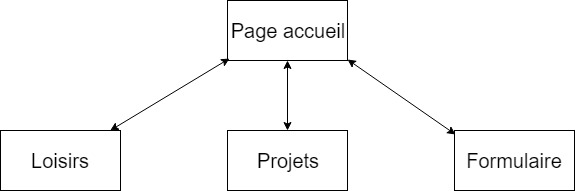 Page accueil
Loisirs
Projets
Formulaire